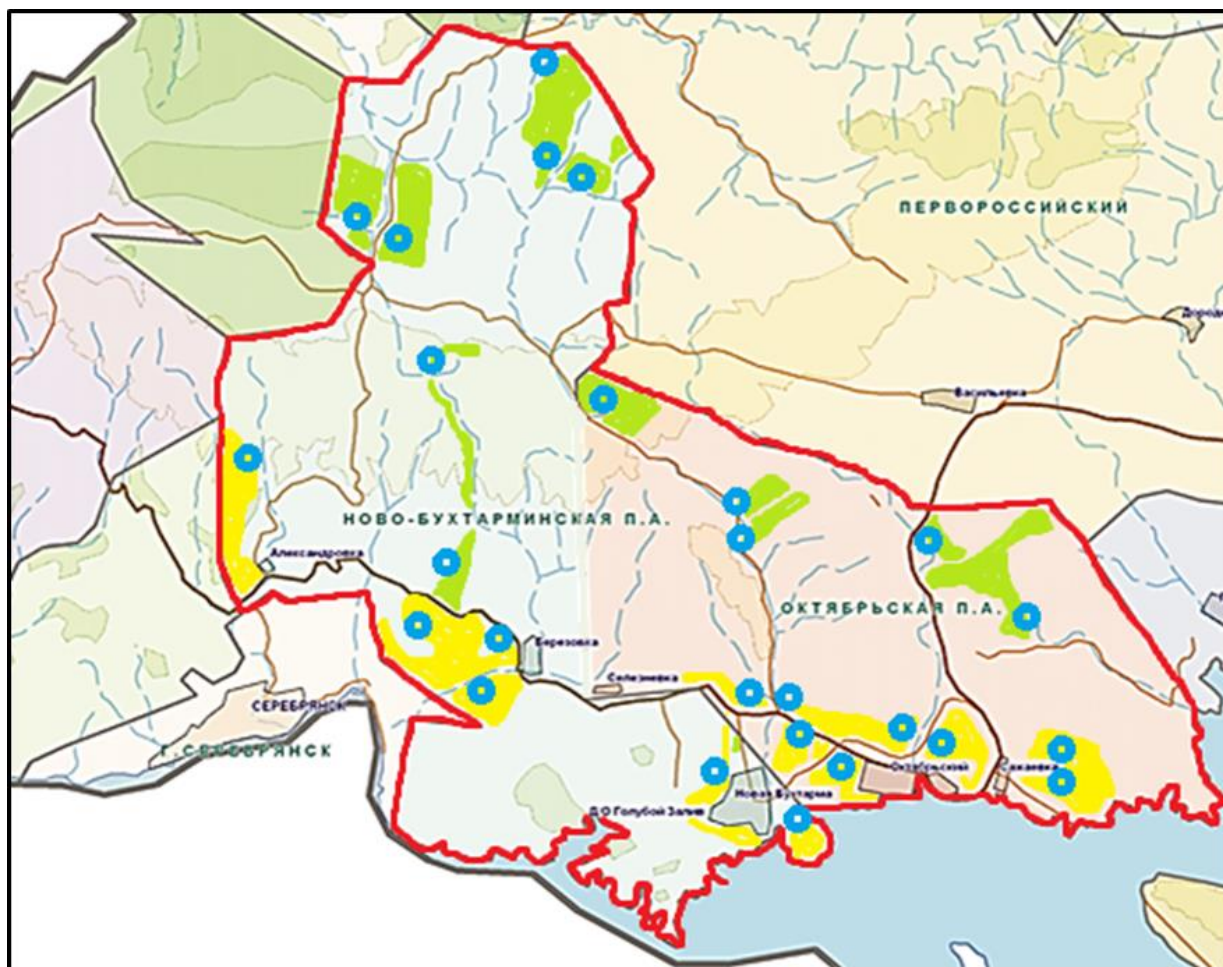 ПЕРВОРОССИЙСКИЙ
Васильевка
НОВО-БУХТАРМИНСКАЯ П.А.
Александровка
ОКТЯБРЬСКАЯ П.А.
Березовка
Селезневка
СЕРЕБРЯНСК
Г. СЕРЕБРЯНСК
Октябрьский
Новая Бухтарма
Д.О Голубой Залив